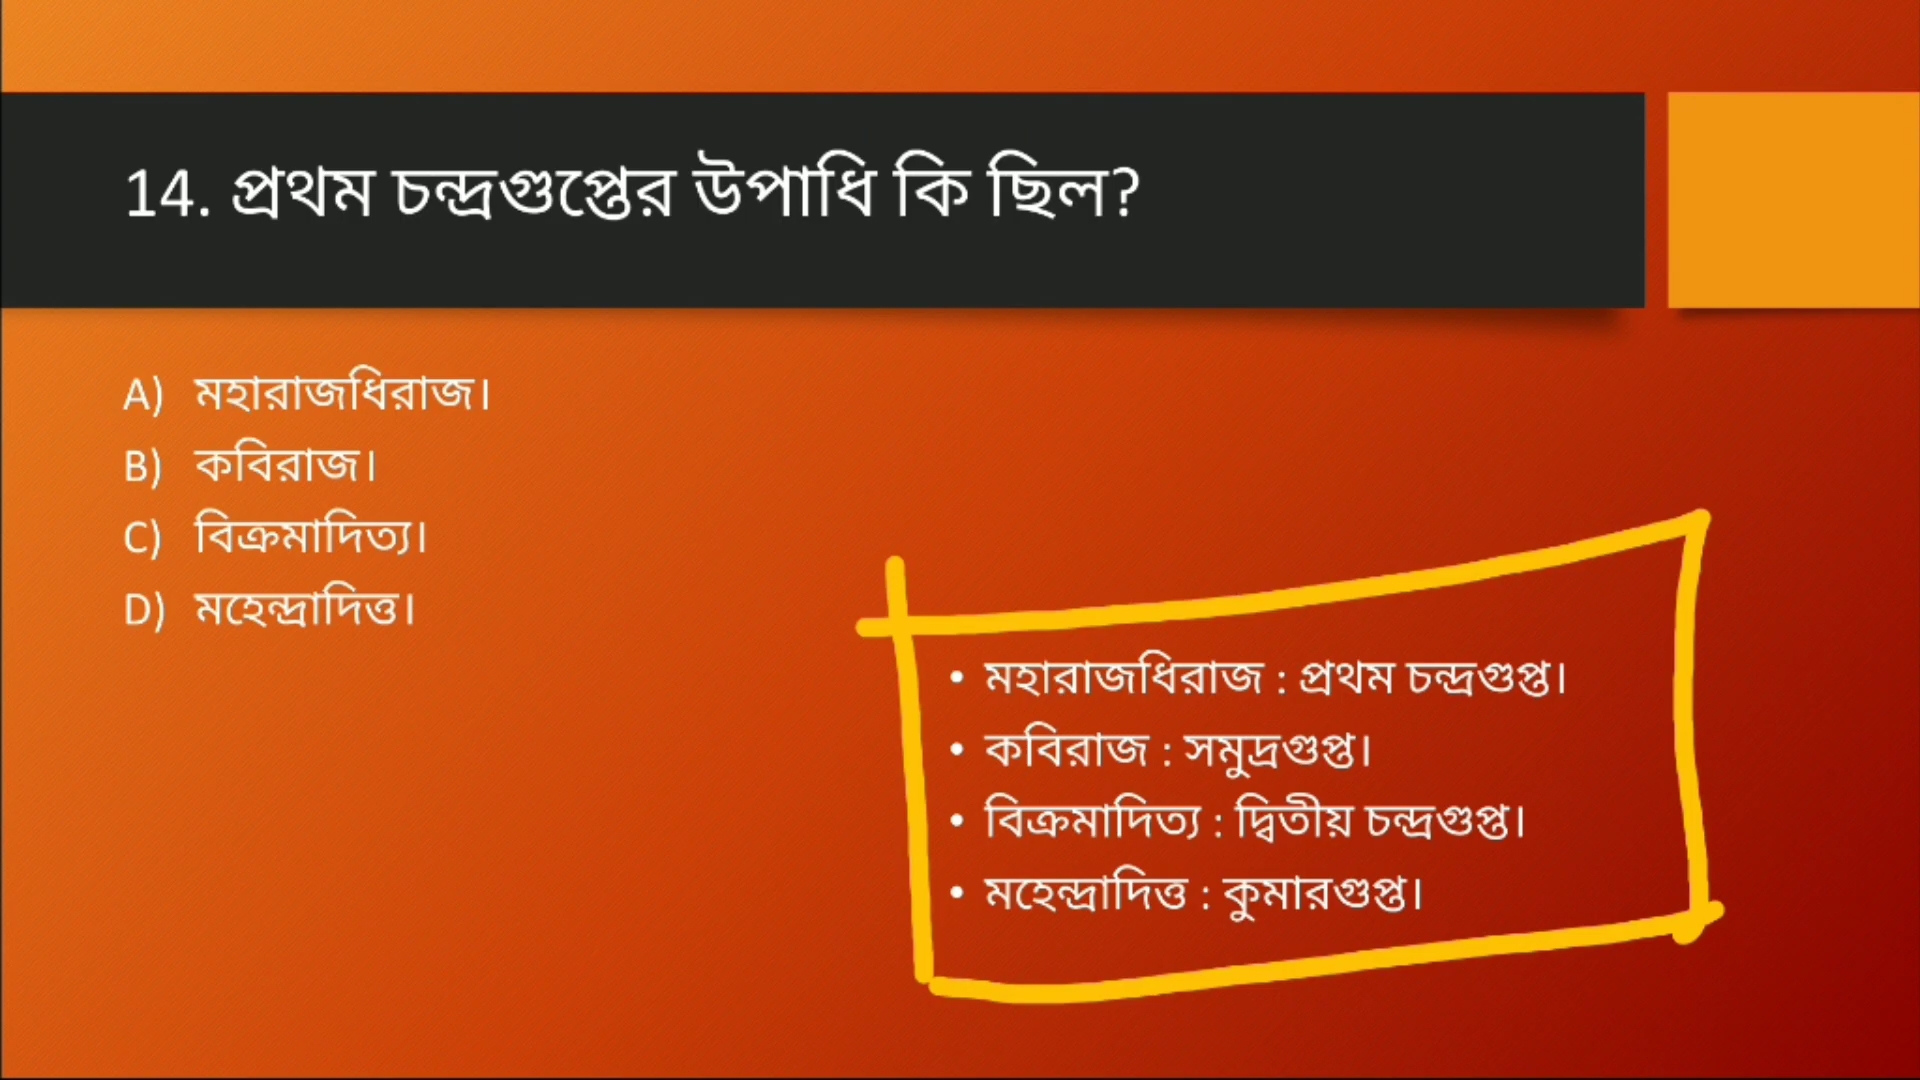 14. প্রথম চন্দ্রগুপ্তের উপাধি কি ছিল?
A) মহারাজধিরাজ।
B) কবিরাজ।
C) বিক্রমাদিত্য।
D) মহেন্দ্রাদিত্ত।
• মহারাজধিরাজ : প্রথম চন্দ্রগুপ্ত।
• কবিরাজ : সমুদ্রগুপ্ত।
• বিক্রমাদিত্য : দ্বিতীয় চন্দ্রগুপ্ত।
• মহেন্দ্রাদিত্ত : কুমারগুপ্ত।